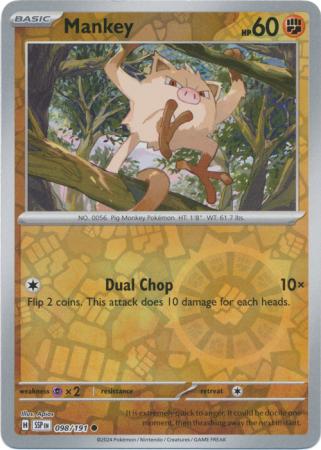 BASIC
Mankey
HP 60
NO. 0056. Pig Monkey Pokémon. HT: 1'8". WT: 61.7 lbs.
Dual Chop 10×
Flip 2 coins. This attack does 10 damage for each heads.
weakness ×2 resistance retreat
Illus. Apios
H SSP EN 098/191
It is extremely quick to anger. It could be docile one moment, then thrashing away the next instant.
©2024 Pokémon / Nintendo / Creatures / GAME FREAK